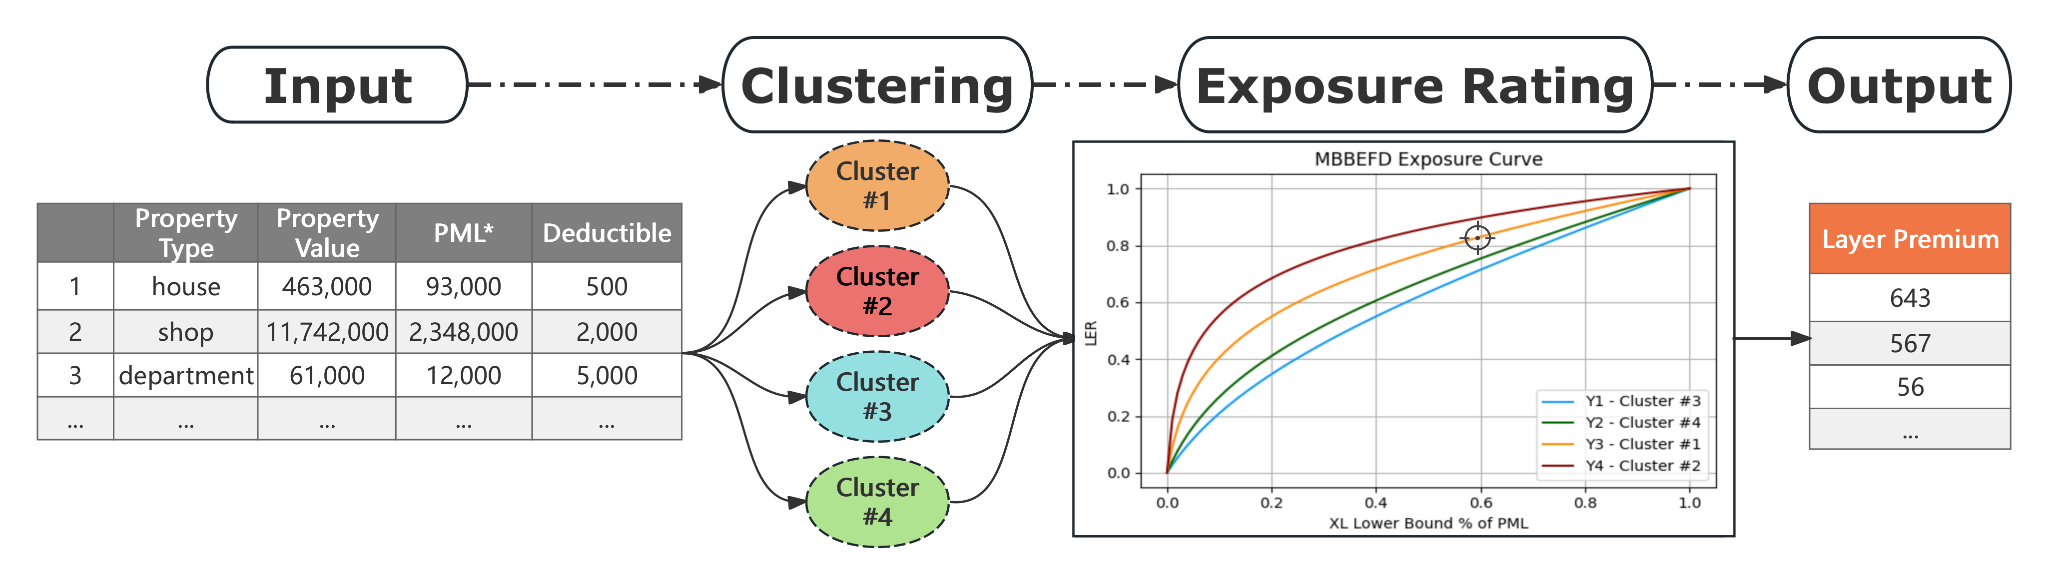 Input
Clustering
Exposure Rating
Output
Property Type Property Value PML* Deductible
1 house 463,000 93,000 500
2 shop 11,742,000 2,348,000 2,000
3 department 61,000 12,000 5,000
... ... ... ... ...
Cluster
#1
Cluster
#2
Cluster
#3
Cluster
#4
MBBEFD Exposure Curve
1.0
0.8
0.6
0.4
0.2
0.0
LER
Y1 - Cluster #3
Y2 - Cluster #4
Y3 - Cluster #1
Y4 - Cluster #2
0.0 0.2 0.4 0.6 0.8 1.0
XL Lower Bound % of PML
Layer Premium
643
567
56
...